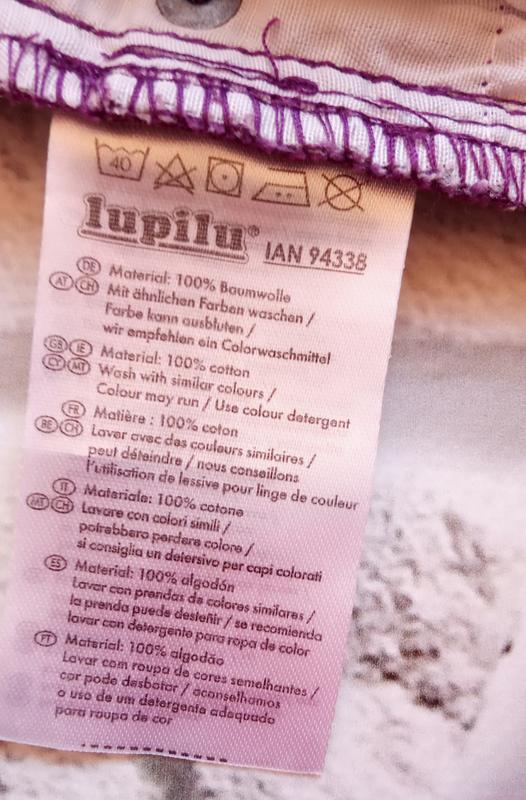 40
lupilu® IAN 94338
DE Material: 100% Baumwolle
AT CH Mit ähnlichen Farben waschen /
Farbe kann ausbluten /
wir empfehlen ein Colorwaschmittel
GB IE Material: 100% cotton
CY MT Wash with similar colours /
Colour may run / Use colour detergent
FR Matière : 100% coton
BE CH Laver avec des couleurs similaires /
peut déteindre / nous conseillons
l'utilisation de lessive pour linge de couleur
IT Materiale: 100% cotone
MT CH Lavare con colori simili /
potrebbero perdere colore /
si consiglia un detersivo per capi colorati
ES Material: 100% algodón
Lavar con prendas de colores similares /
la prenda puede desteñir / se recomienda
lavar con detergente para ropa de color
PT Material: 100% algodão
Lavar com roupa de cores semelhantes /
cor pode desbotar / aconselhamos
o uso de um detergente adequado
para roupa de cor